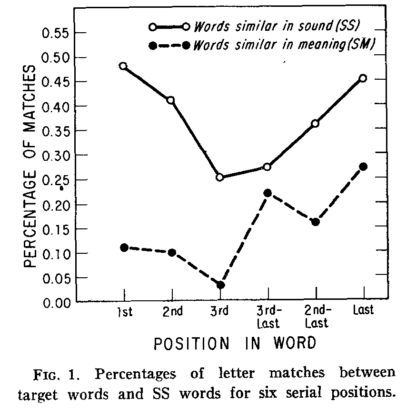 Words similar in sound (SS)
Words similar in meaning (SM)
PERCENTAGE OF MATCHES
0.55
0.50
0.45
0.40
0.35
0.30
0.25
0.20
0.15
0.10
0.05
0.00
1st 2nd 3rd 3rd-Last 2nd-Last Last
POSITION IN WORD
FIG. 1. Percentages of letter matches between
target words and SS words for six serial positions.